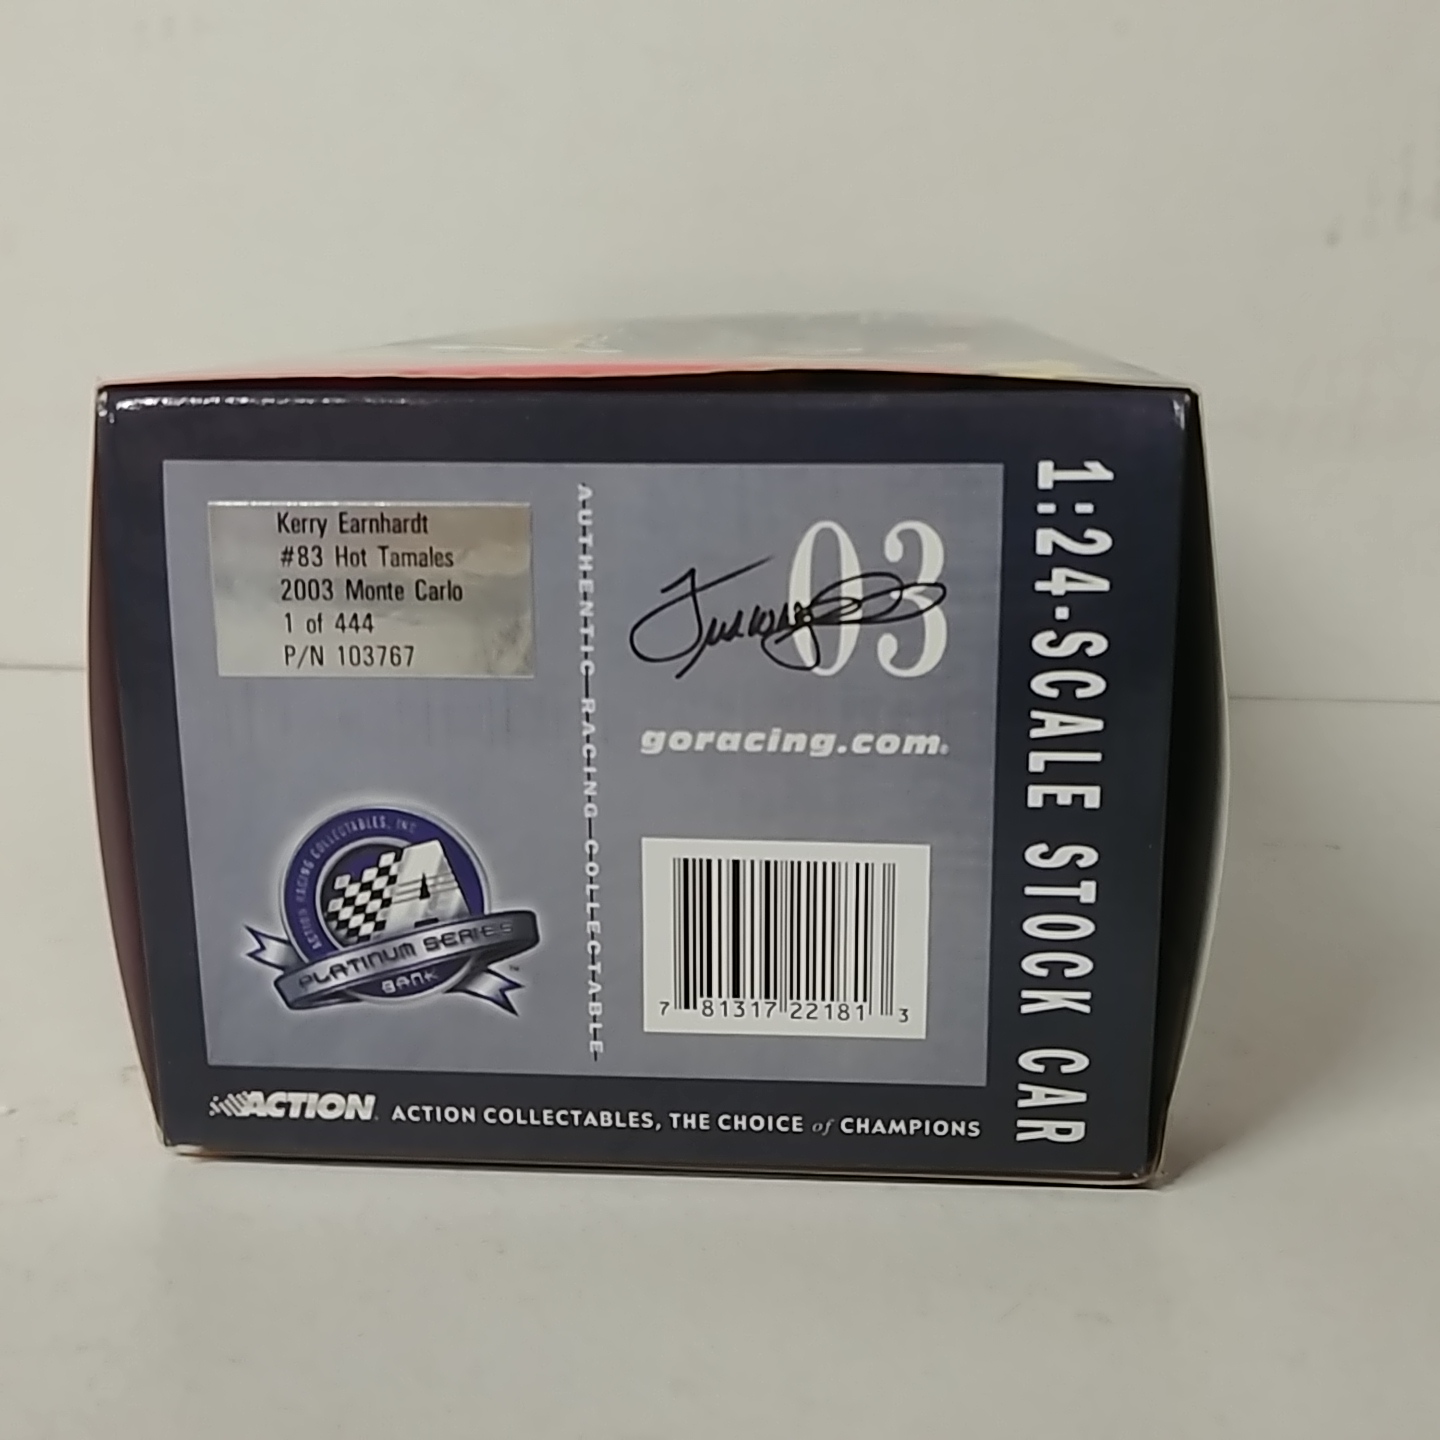 Kerry Earnhardt
#83 Hot Tamales
2003 Monte Carlo
1 of 444
P/N 103767
ACTION RACING COLLECTABLES, INC
A
PLATINUM SERIES
BANK
™
AUTHENTIC-RACING-COLLECTABLE
03
goracing.com®
7 81317 22181 3
1:24-SCALE STOCK CAR
ACTION® ACTION COLLECTABLES, THE CHOICE of CHAMPIONS